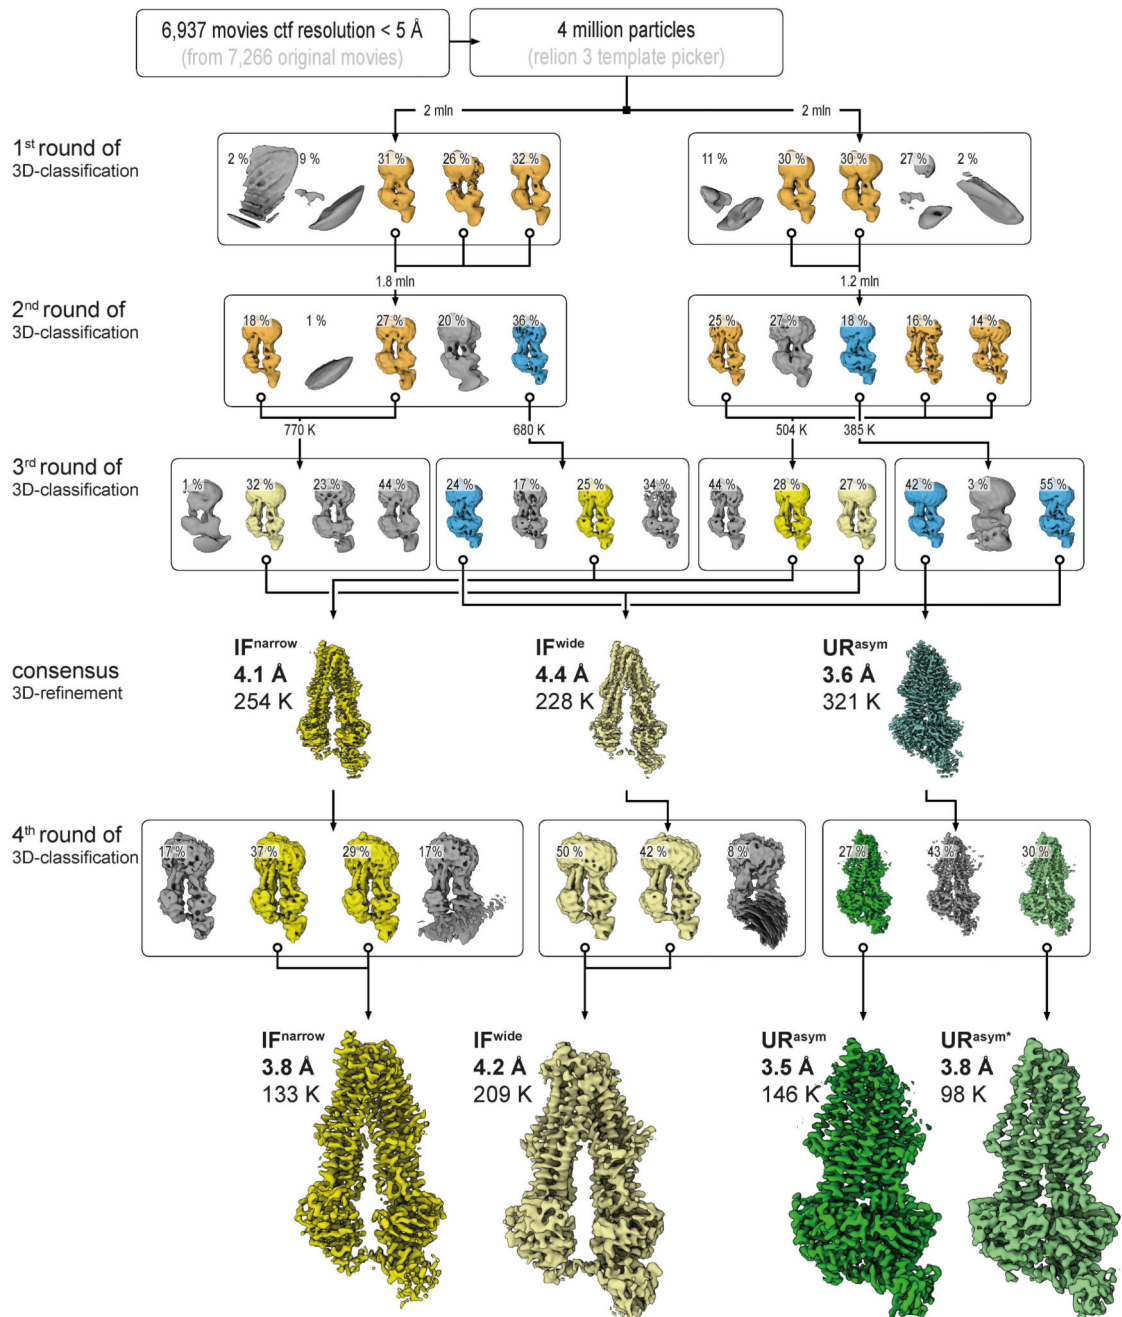 6,937 movies ctf resolution < 5 Å
(from 7,266 original movies)
4 million particles
(relion 3 template picker)
2 mln
2 mln
1st round of
3D-classification
2 %
9 %
31 %
26 %
32 %
11 %
30 %
30 %
27 %
2 %
1.8 mln
1.2 mln
2nd round of
3D-classification
18 %
1 %
27 %
20 %
36 %
25 %
27 %
18 %
16 %
14 %
770 K
680 K
504 K
385 K
3rd round of
3D-classification
1 %
32 %
23 %
44 %
24 %
17 %
25 %
34 %
44 %
28 %
27 %
42 %
3 %
55 %
consensus
3D-refinement
IFnarrow
4.1 Å
254 K
IFwide
4.4 Å
228 K
URasym
3.6 Å
321 K
4th round of
3D-classification
17 %
37 %
29 %
17%
50 %
42 %
8 %
27 %
43 %
30 %
IFnarrow
3.8 Å
133 K
IFwide
4.2 Å
209 K
URasym
3.5 Å
146 K
URasym*
3.8 Å
98 K